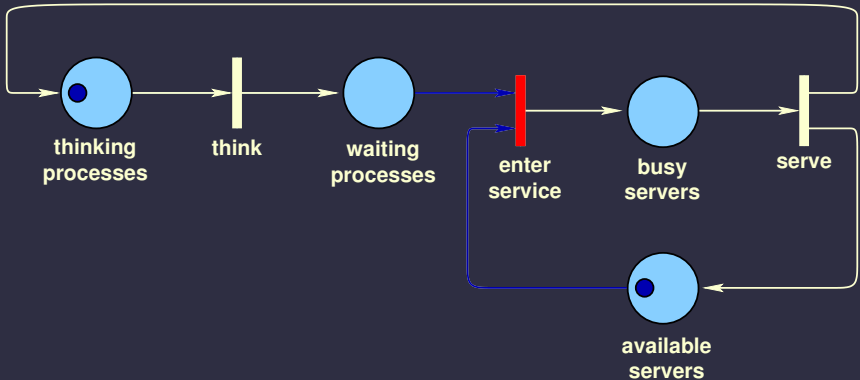 thinking
processes
think
waiting
processes
enter
service
busy
servers
serve
available
servers